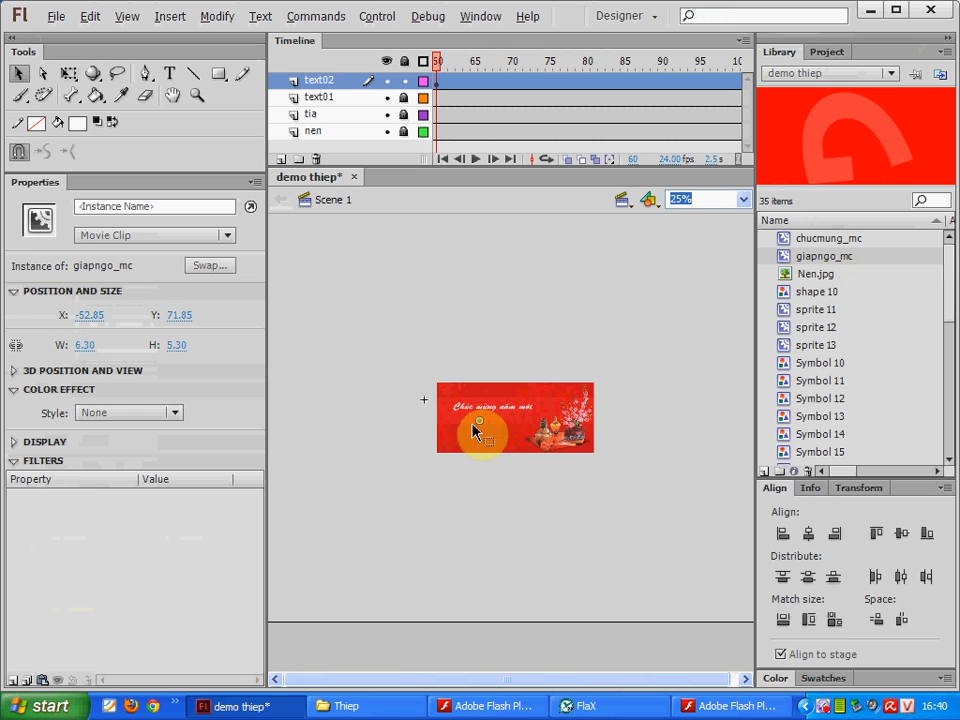 Fl File Edit View Insert Modify Text Commands Control Debug Window Help Designer
Tools
Timeline
Library Project
demo thiep
60 65 70 75 80 85 90 95 10
text02
text01
tia
nen
60 24.00 fps 2.5 s
demo thiep*
Scene 1
25%
Properties
<Instance Name>
Movie Clip
Instance of: giapngo_mc Swap...
POSITION AND SIZE
X: -52.85 Y: 71.85
W: 6.30 H: 5.30
3D POSITION AND VIEW
COLOR EFFECT
Style: None
DISPLAY
FILTERS
Property Value
Chúc mừng năm mới
35 items
Name
chucmung_mc
giapngo_mc
Nen.jpg
shape 10
sprite 11
sprite 12
sprite 13
Symbol 10
Symbol 11
Symbol 12
Symbol 13
Symbol 14
Symbol 15
Align Info Transform
Align:
Distribute:
Match size: Space:
Align to stage
Color Swatches
start
demo thiep*
Thiep
Adobe Flash Pl...
FlaX
Adobe Flash Pl...
16:40